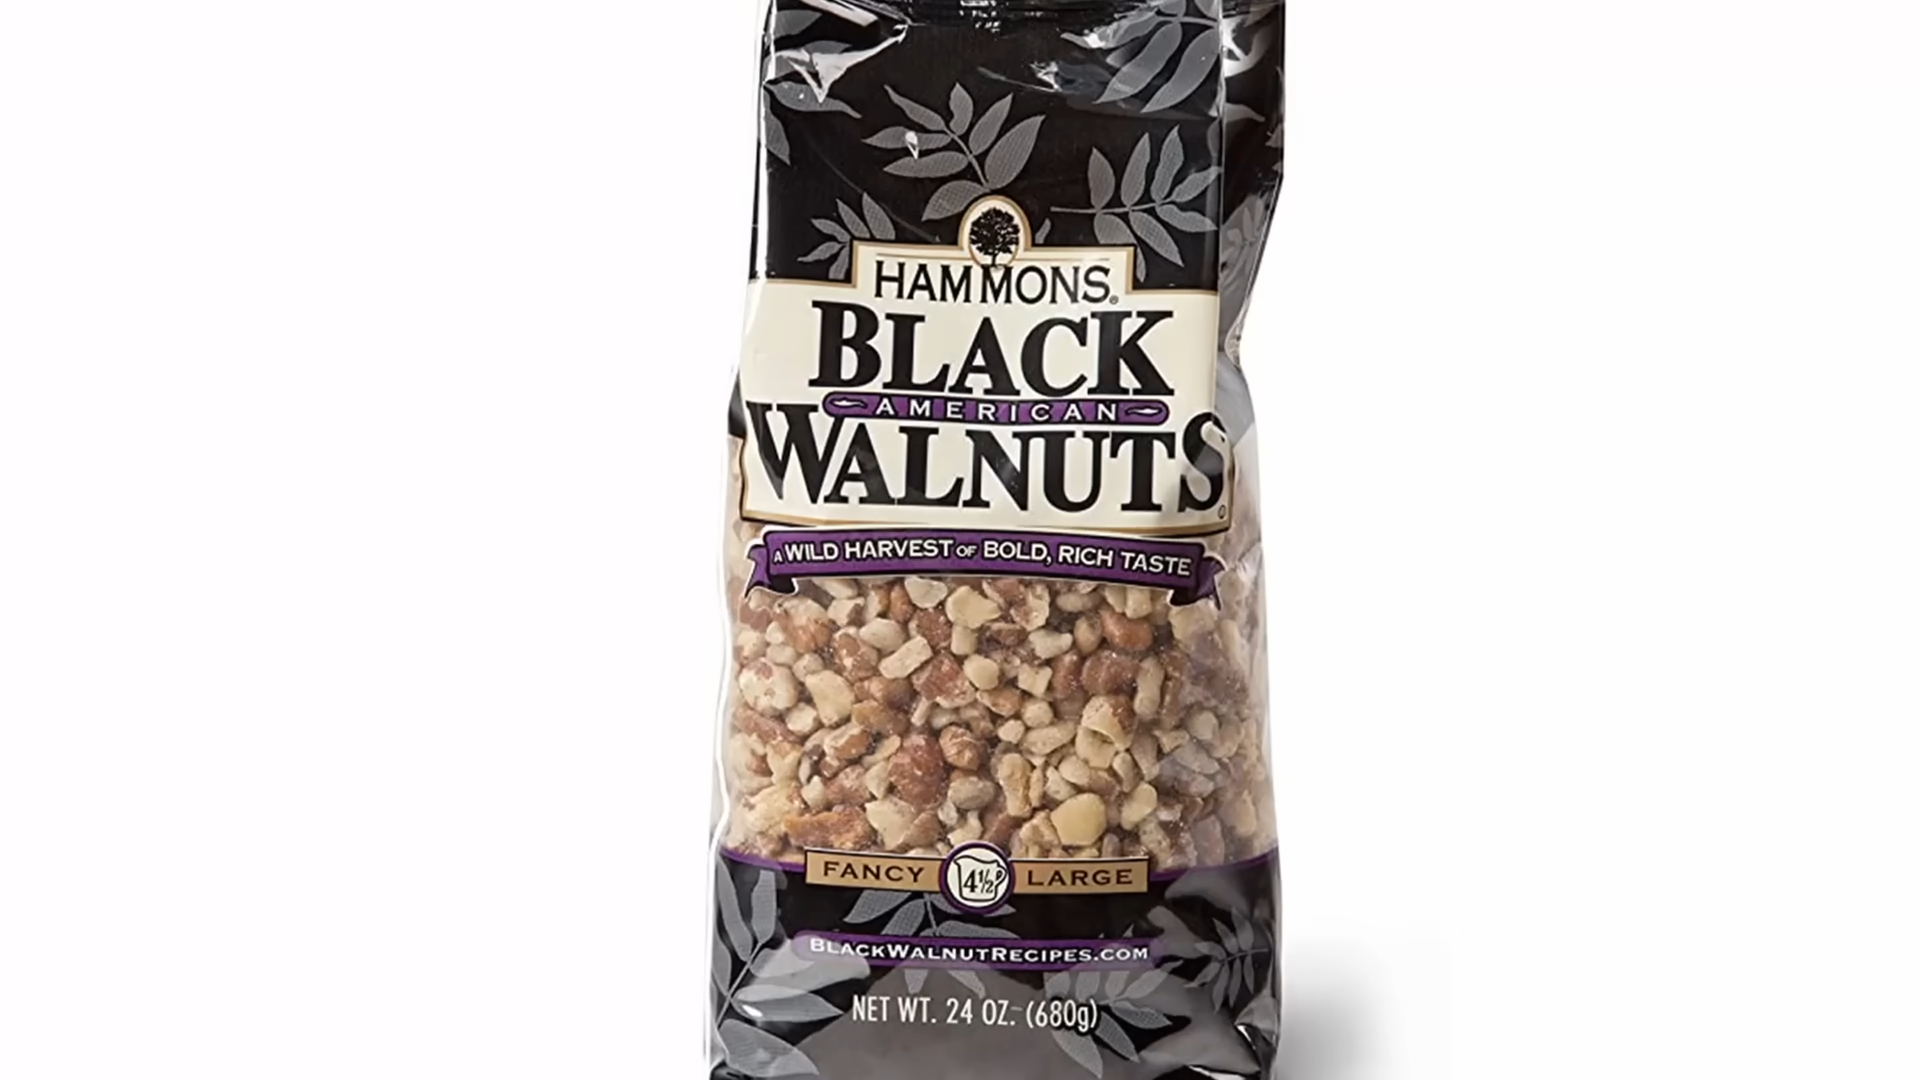 HAMMONS®
BLACK
AMERICAN
WALNUTS®
A WILD HARVEST OF BOLD, RICH TASTE
FANCY 4½ LARGE
BLACKWALNUTRECIPES.COM
NET WT. 24 OZ. (680g)